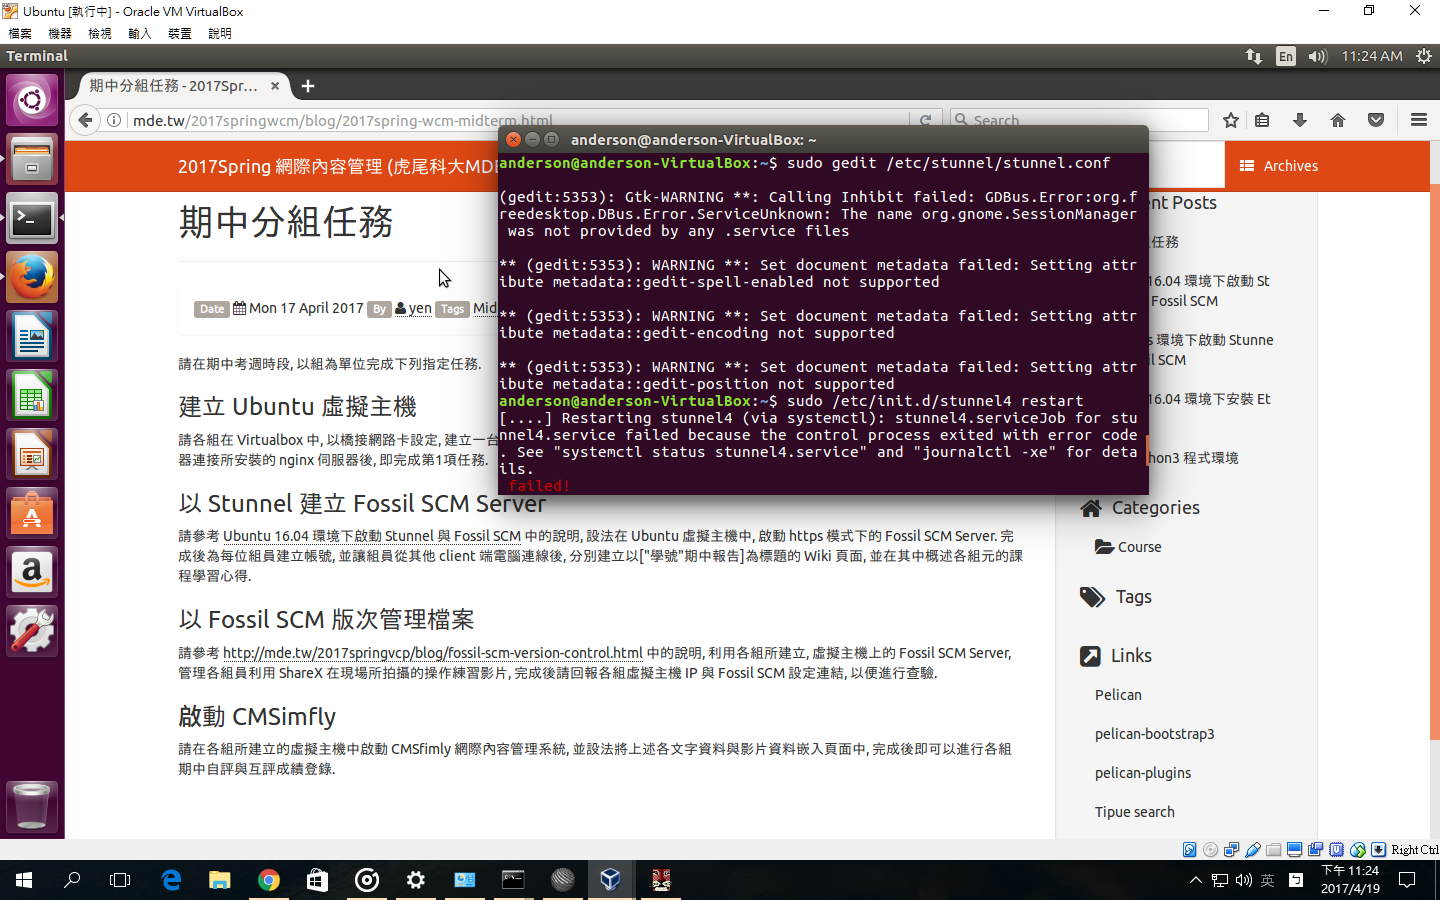 Ubuntu [執行中] - Oracle VM VirtualBox
檔案 機器 檢視 輸入 裝置 說明
Terminal
En
11:24 AM
期中分組任務 - 2017Spr...
mde.tw/2017springwcm/blog/2017spring-wcm-midterm.html
Search
2017Spring 網際內容管理 (虎尾科大MDE
Archives
期中分組任務
Date Mon 17 April 2017 By yen Tags Mid
請在期中考週時段, 以組為單位完成下列指定任務.
建立 Ubuntu 虛擬主機
請各組在 Virtualbox 中, 以橋接網路卡設定, 建立一台
器連接所安裝的 nginx 伺服器後, 即完成第1項任務.
以 Stunnel 建立 Fossil SCM Server
請參考 Ubuntu 16.04 環境下啟動 Stunnel 與 Fossil SCM 中的說明, 設法在 Ubuntu 虛擬主機中, 啟動 https 模式下的 Fossil SCM Server. 完
成後為每位組員建立帳號, 並讓組員從其他 client 端電腦連線後, 分別建立以["學號"期中報告]為標題的 Wiki 頁面, 並在其中概述各組元的課
程學習心得.
以 Fossil SCM 版次管理檔案
請參考 http://mde.tw/2017springvcp/blog/fossil-scm-version-control.html 中的說明, 利用各組所建立, 虛擬主機上的 Fossil SCM Server,
管理各組員利用 ShareX 在現場所拍攝的操作練習影片, 完成後請回報各組虛擬主機 IP 與 Fossil SCM 設定連結, 以便進行查驗.
啟動 CMSimfly
請在各組所建立的虛擬主機中啟動 CMSfimly 網際內容管理系統, 並設法將上述各文字資料與影片資料嵌入頁面中, 完成後即可以進行各組
期中自評與互評成績登錄.
anderson@anderson-VirtualBox: ~
anderson@anderson-VirtualBox:~$ sudo gedit /etc/stunnel/stunnel.conf
(gedit:5353): Gtk-WARNING **: Calling Inhibit failed: GDBus.Error:org.f
reedesktop.DBus.Error.ServiceUnknown: The name org.gnome.SessionManager
was not provided by any .service files
** (gedit:5353): WARNING **: Set document metadata failed: Setting attr
ibute metadata::gedit-spell-enabled not supported
** (gedit:5353): WARNING **: Set document metadata failed: Setting attr
ibute metadata::gedit-encoding not supported
** (gedit:5353): WARNING **: Set document metadata failed: Setting attr
ibute metadata::gedit-position not supported
anderson@anderson-VirtualBox:~$ sudo /etc/init.d/stunnel4 restart
[....] Restarting stunnel4 (via systemctl): stunnel4.serviceJob for stu
nnel4.service failed because the control process exited with error code
. See "systemctl status stunnel4.service" and "journalctl -xe" for deta
ils.
failed!
ent Posts
任務
16.04 環境下啟動 St
Fossil SCM
s 環境下啟動 Stunne
il SCM
16.04 環境下安裝 Et
hon3 程式環境
Categories
Course
Tags
Links
Pelican
pelican-bootstrap3
pelican-plugins
Tipue search
Right Ctrl
英
下午 11:24
2017/4/19